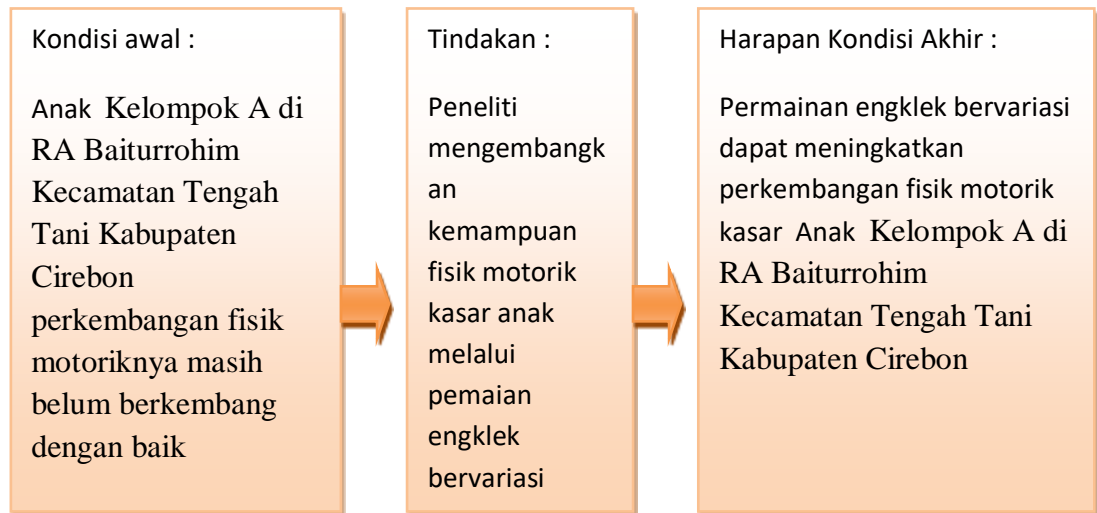 Kondisi awal :
Anak Kelompok A di
RA Baiturrohim
Kecamatan Tengah
Tani Kabupaten
Cirebon
perkembangan fisik
motoriknya masih
belum berkembang
dengan baik
Tindakan :
Peneliti
mengembangk
an
kemampuan
fisik motorik
kasar anak
melalui
pemaian
engklek
bervariasi
Harapan Kondisi Akhir :
Permainan engklek bervariasi
dapat meningkatkan
perkembangan fisik motorik
kasar Anak Kelompok A di
RA Baiturrohim
Kecamatan Tengah Tani
Kabupaten Cirebon